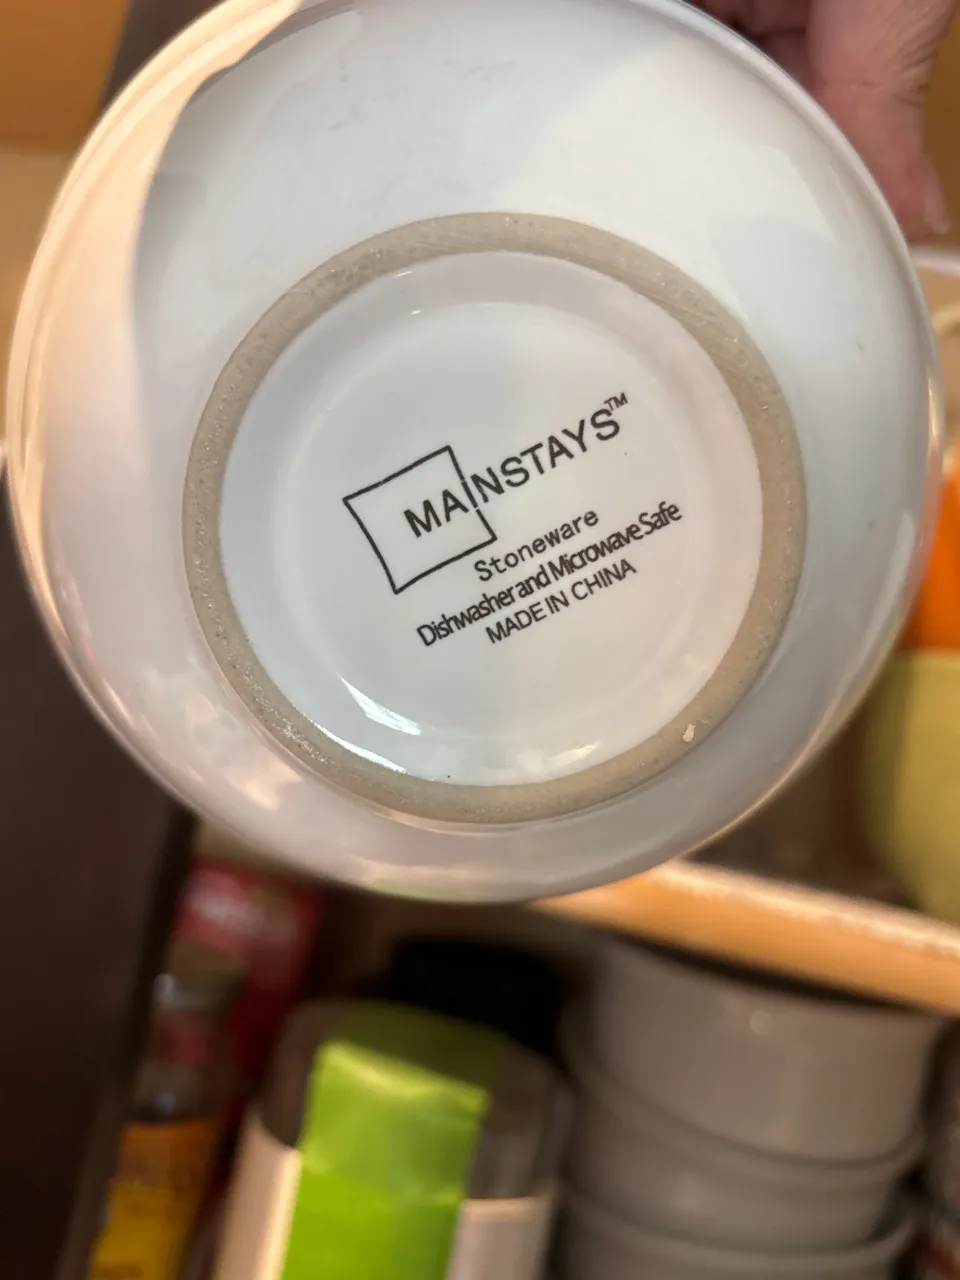 MAINSTAYS™
Stoneware
Dishwasher and Microwave Safe
MADE IN CHINA